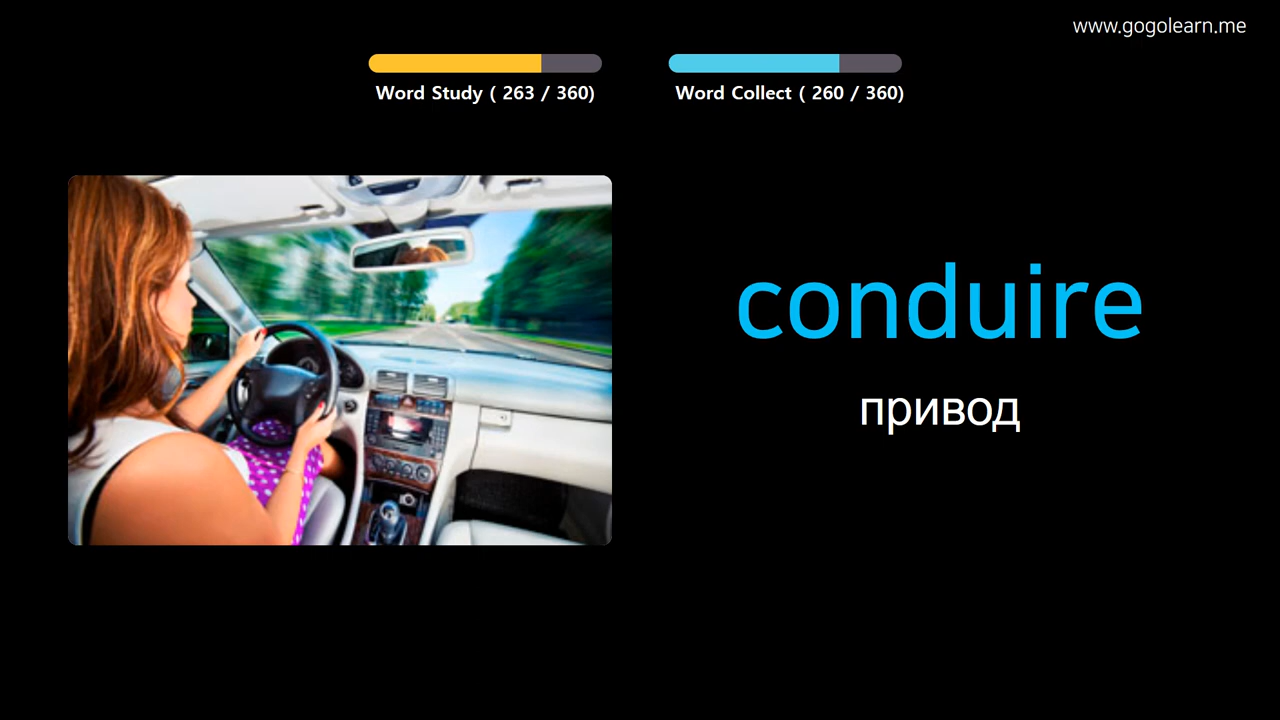 www.gogolearn.me
Word Study ( 263 / 360)
Word Collect ( 260 / 360)
conduire
привод